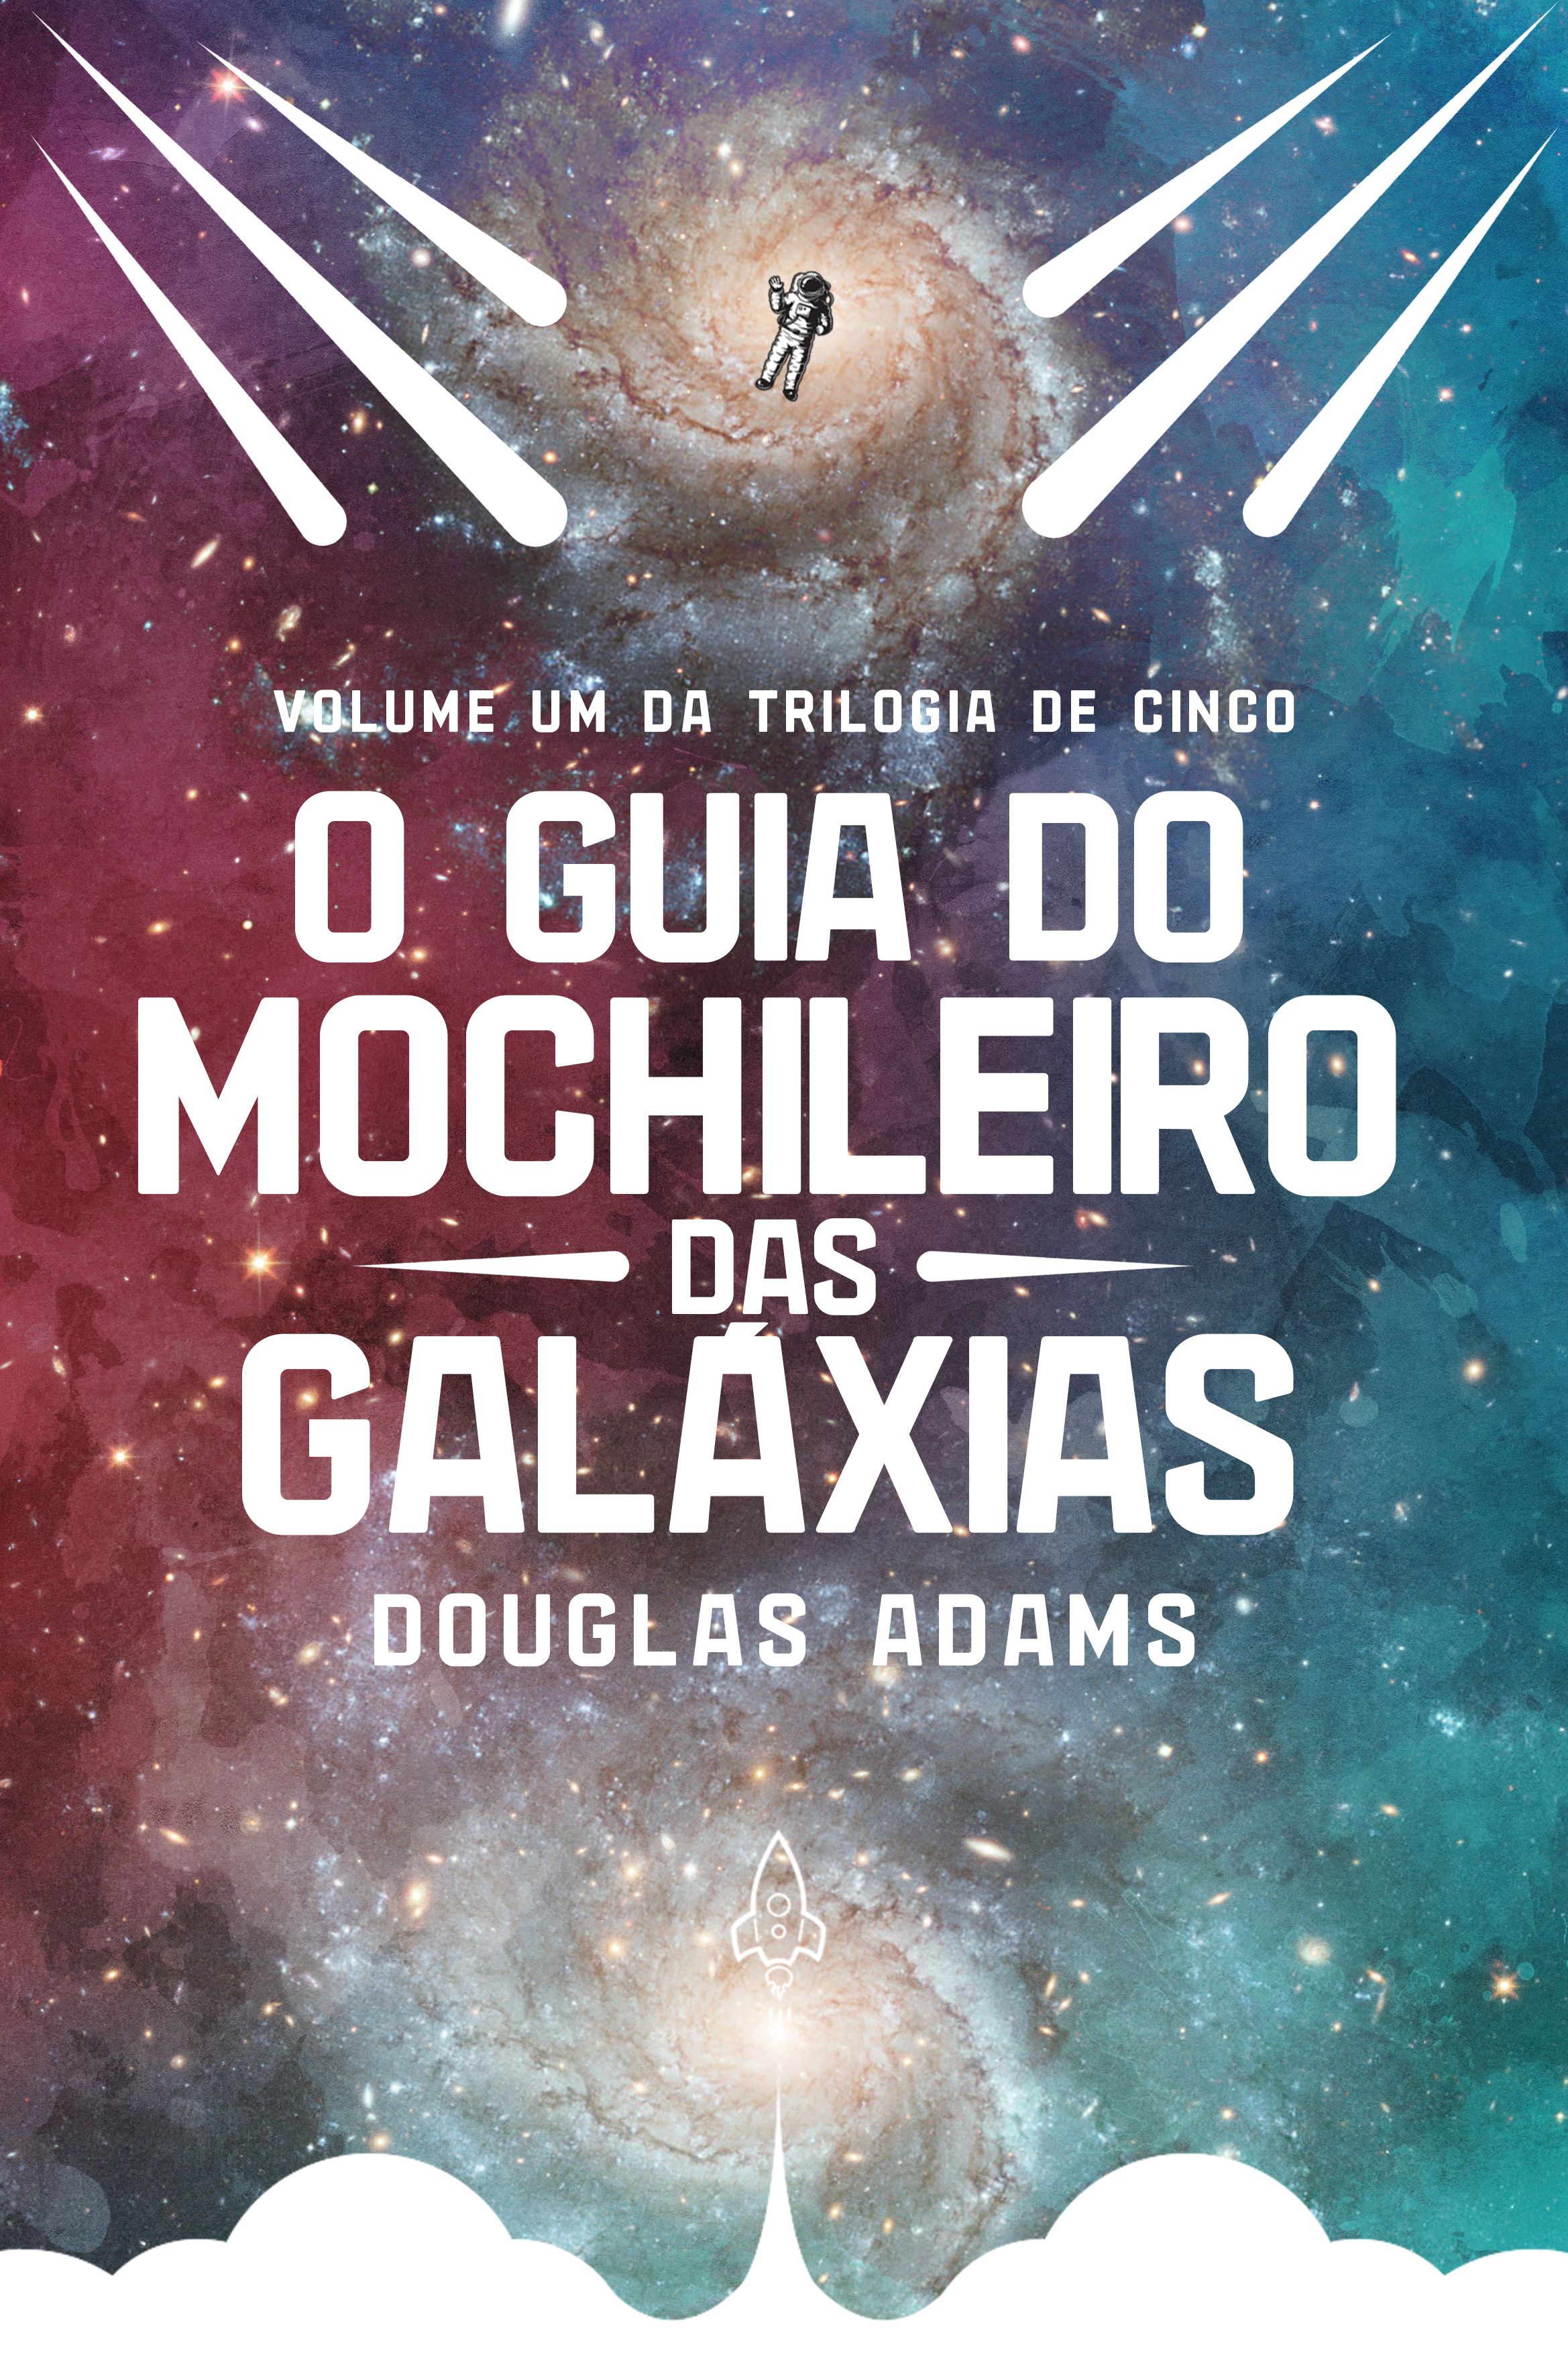 VOLUME UM DA TRILOGIA DE CINCO
O GUIA DO
MOCHILEIRO
DAS
GALÁXIAS
DOUGLAS ADAMS